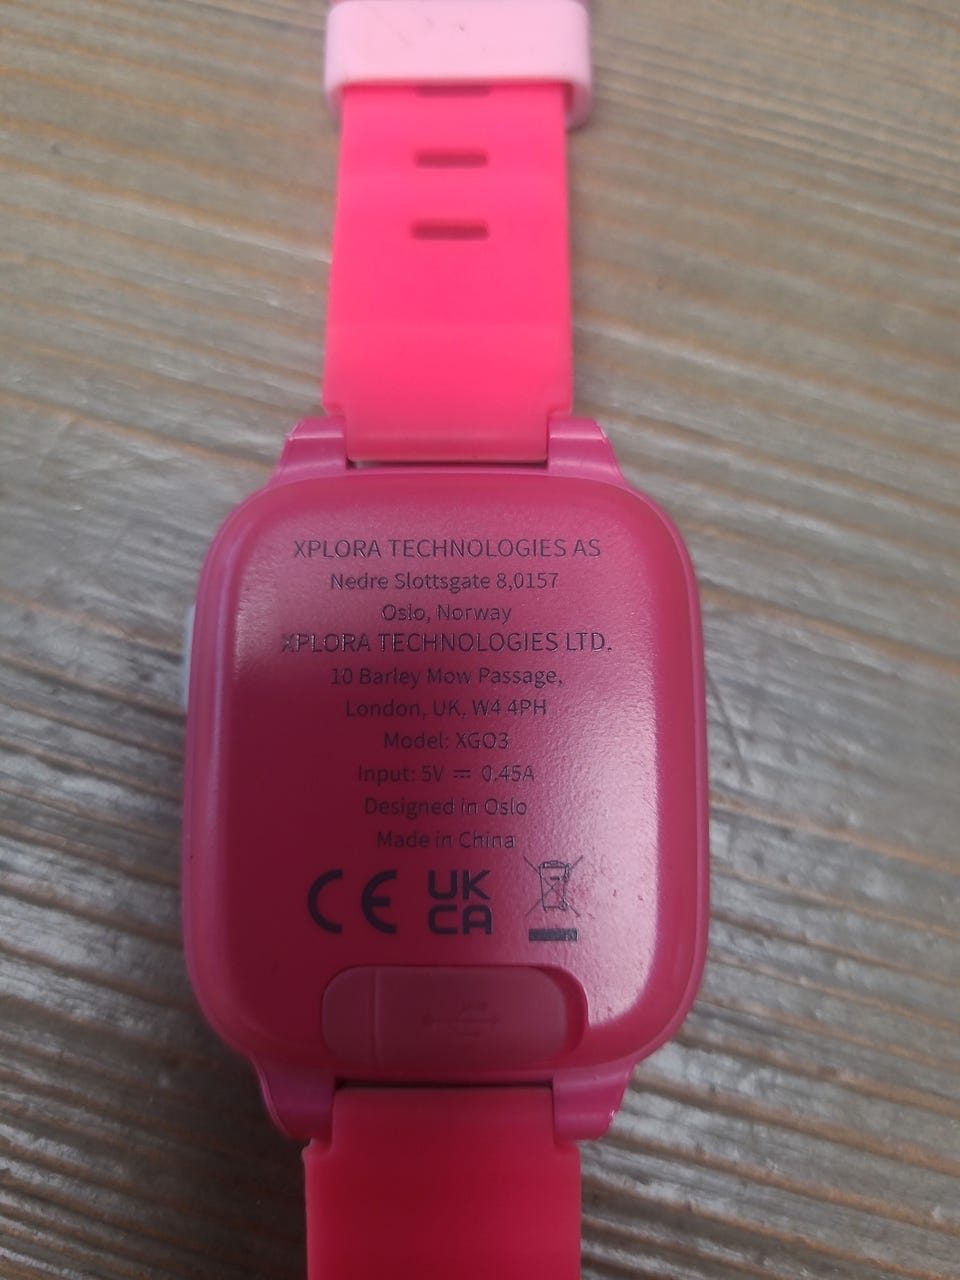 XPLORA TECHNOLOGIES AS
Nedre Slottsgate 8,0157
Oslo, Norway
XPLORA TECHNOLOGIES LTD.
10 Barley Mow Passage,
London, UK, W4 4PH
Model: XGO3
Input: 5V ⎓ 0.45A
Designed in Oslo
Made in China
CE UK
CA